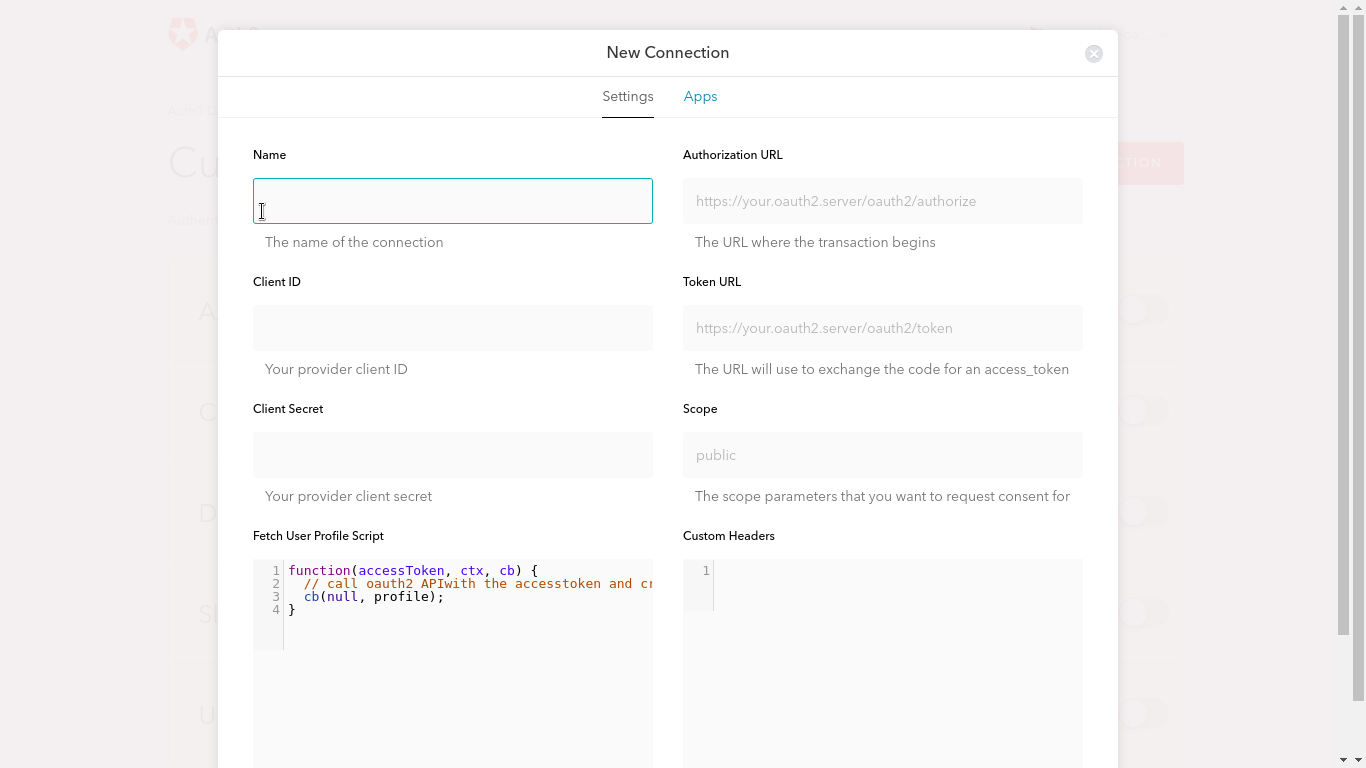 New Connection
Settings
Apps
Name
Authorization URL
https://your.oauth2.server/oauth2/authorize
The name of the connection
The URL where the transaction begins
Client ID
Token URL
https://your.oauth2.server/oauth2/token
Your provider client ID
The URL will use to exchange the code for an access_token
Client Secret
Scope
public
Your provider client secret
The scope parameters that you want to request consent for
Fetch User Profile Script
Custom Headers
1 function(accessToken, ctx, cb) {
2 // call oauth2 APIwith the accesstoken and cr
3 cb(null, profile);
4 }
1